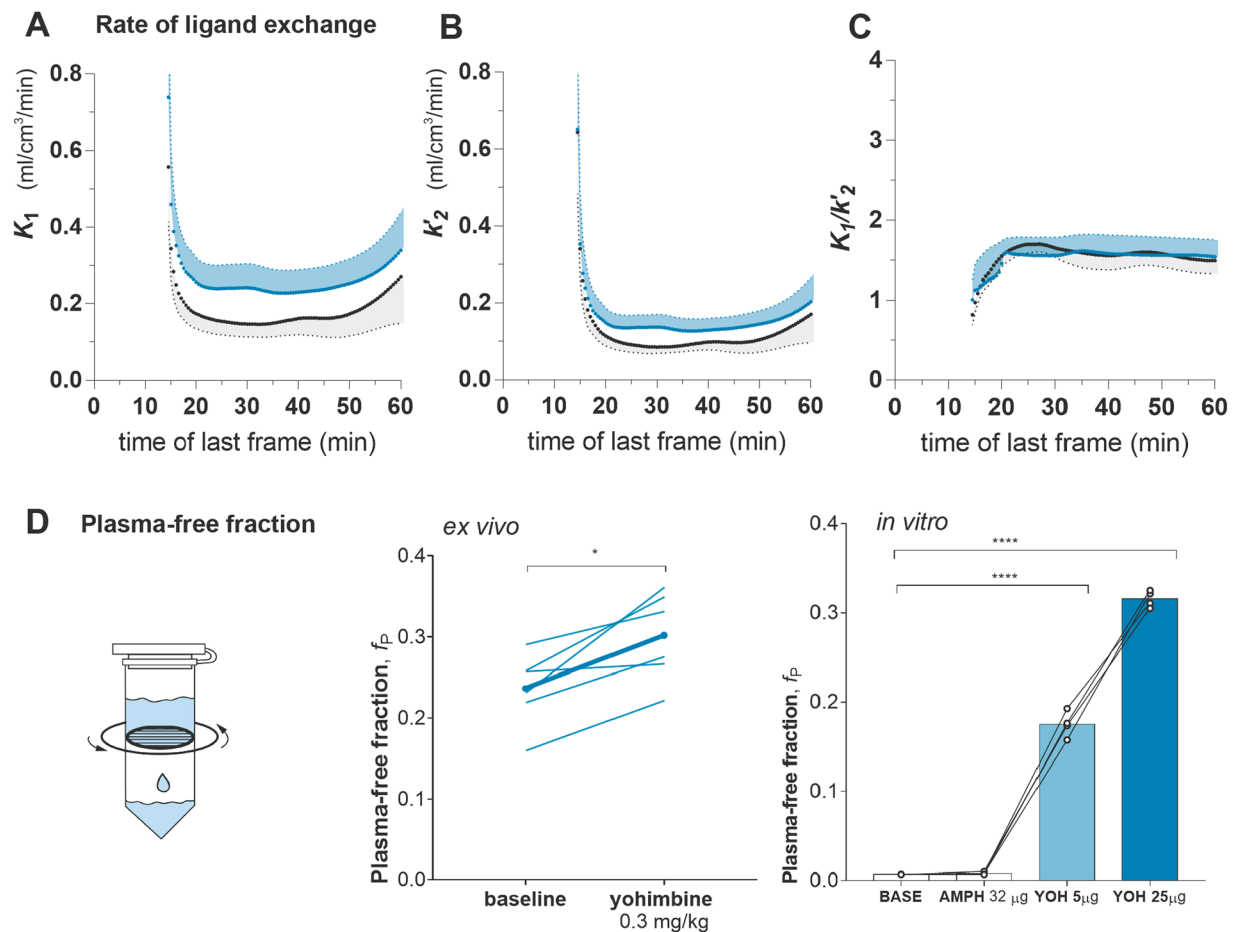 A Rate of ligand exchange
K1 (ml/cm3/min)
0.8
0.6
0.4
0.2
0.0
0 10 20 30 40 50 60
time of last frame (min)
B
k'2 (ml/cm3/min)
0.8
0.6
0.4
0.2
0.0
0 10 20 30 40 50 60
time of last frame (min)
C
K1/k'2
4
3
2
1
0
0 10 20 30 40 50 60
time of last frame (min)
D Plasma-free fraction
ex vivo
Plasma-free fraction, fP
0.4
0.3
0.2
0.1
0.0
*
baseline
yohimbine
0.3 mg/kg
in vitro
Plasma-free fraction, fP
0.4
0.3
0.2
0.1
0.0
****
****
BASE AMPH 32 µg YOH 5µg YOH 25µg